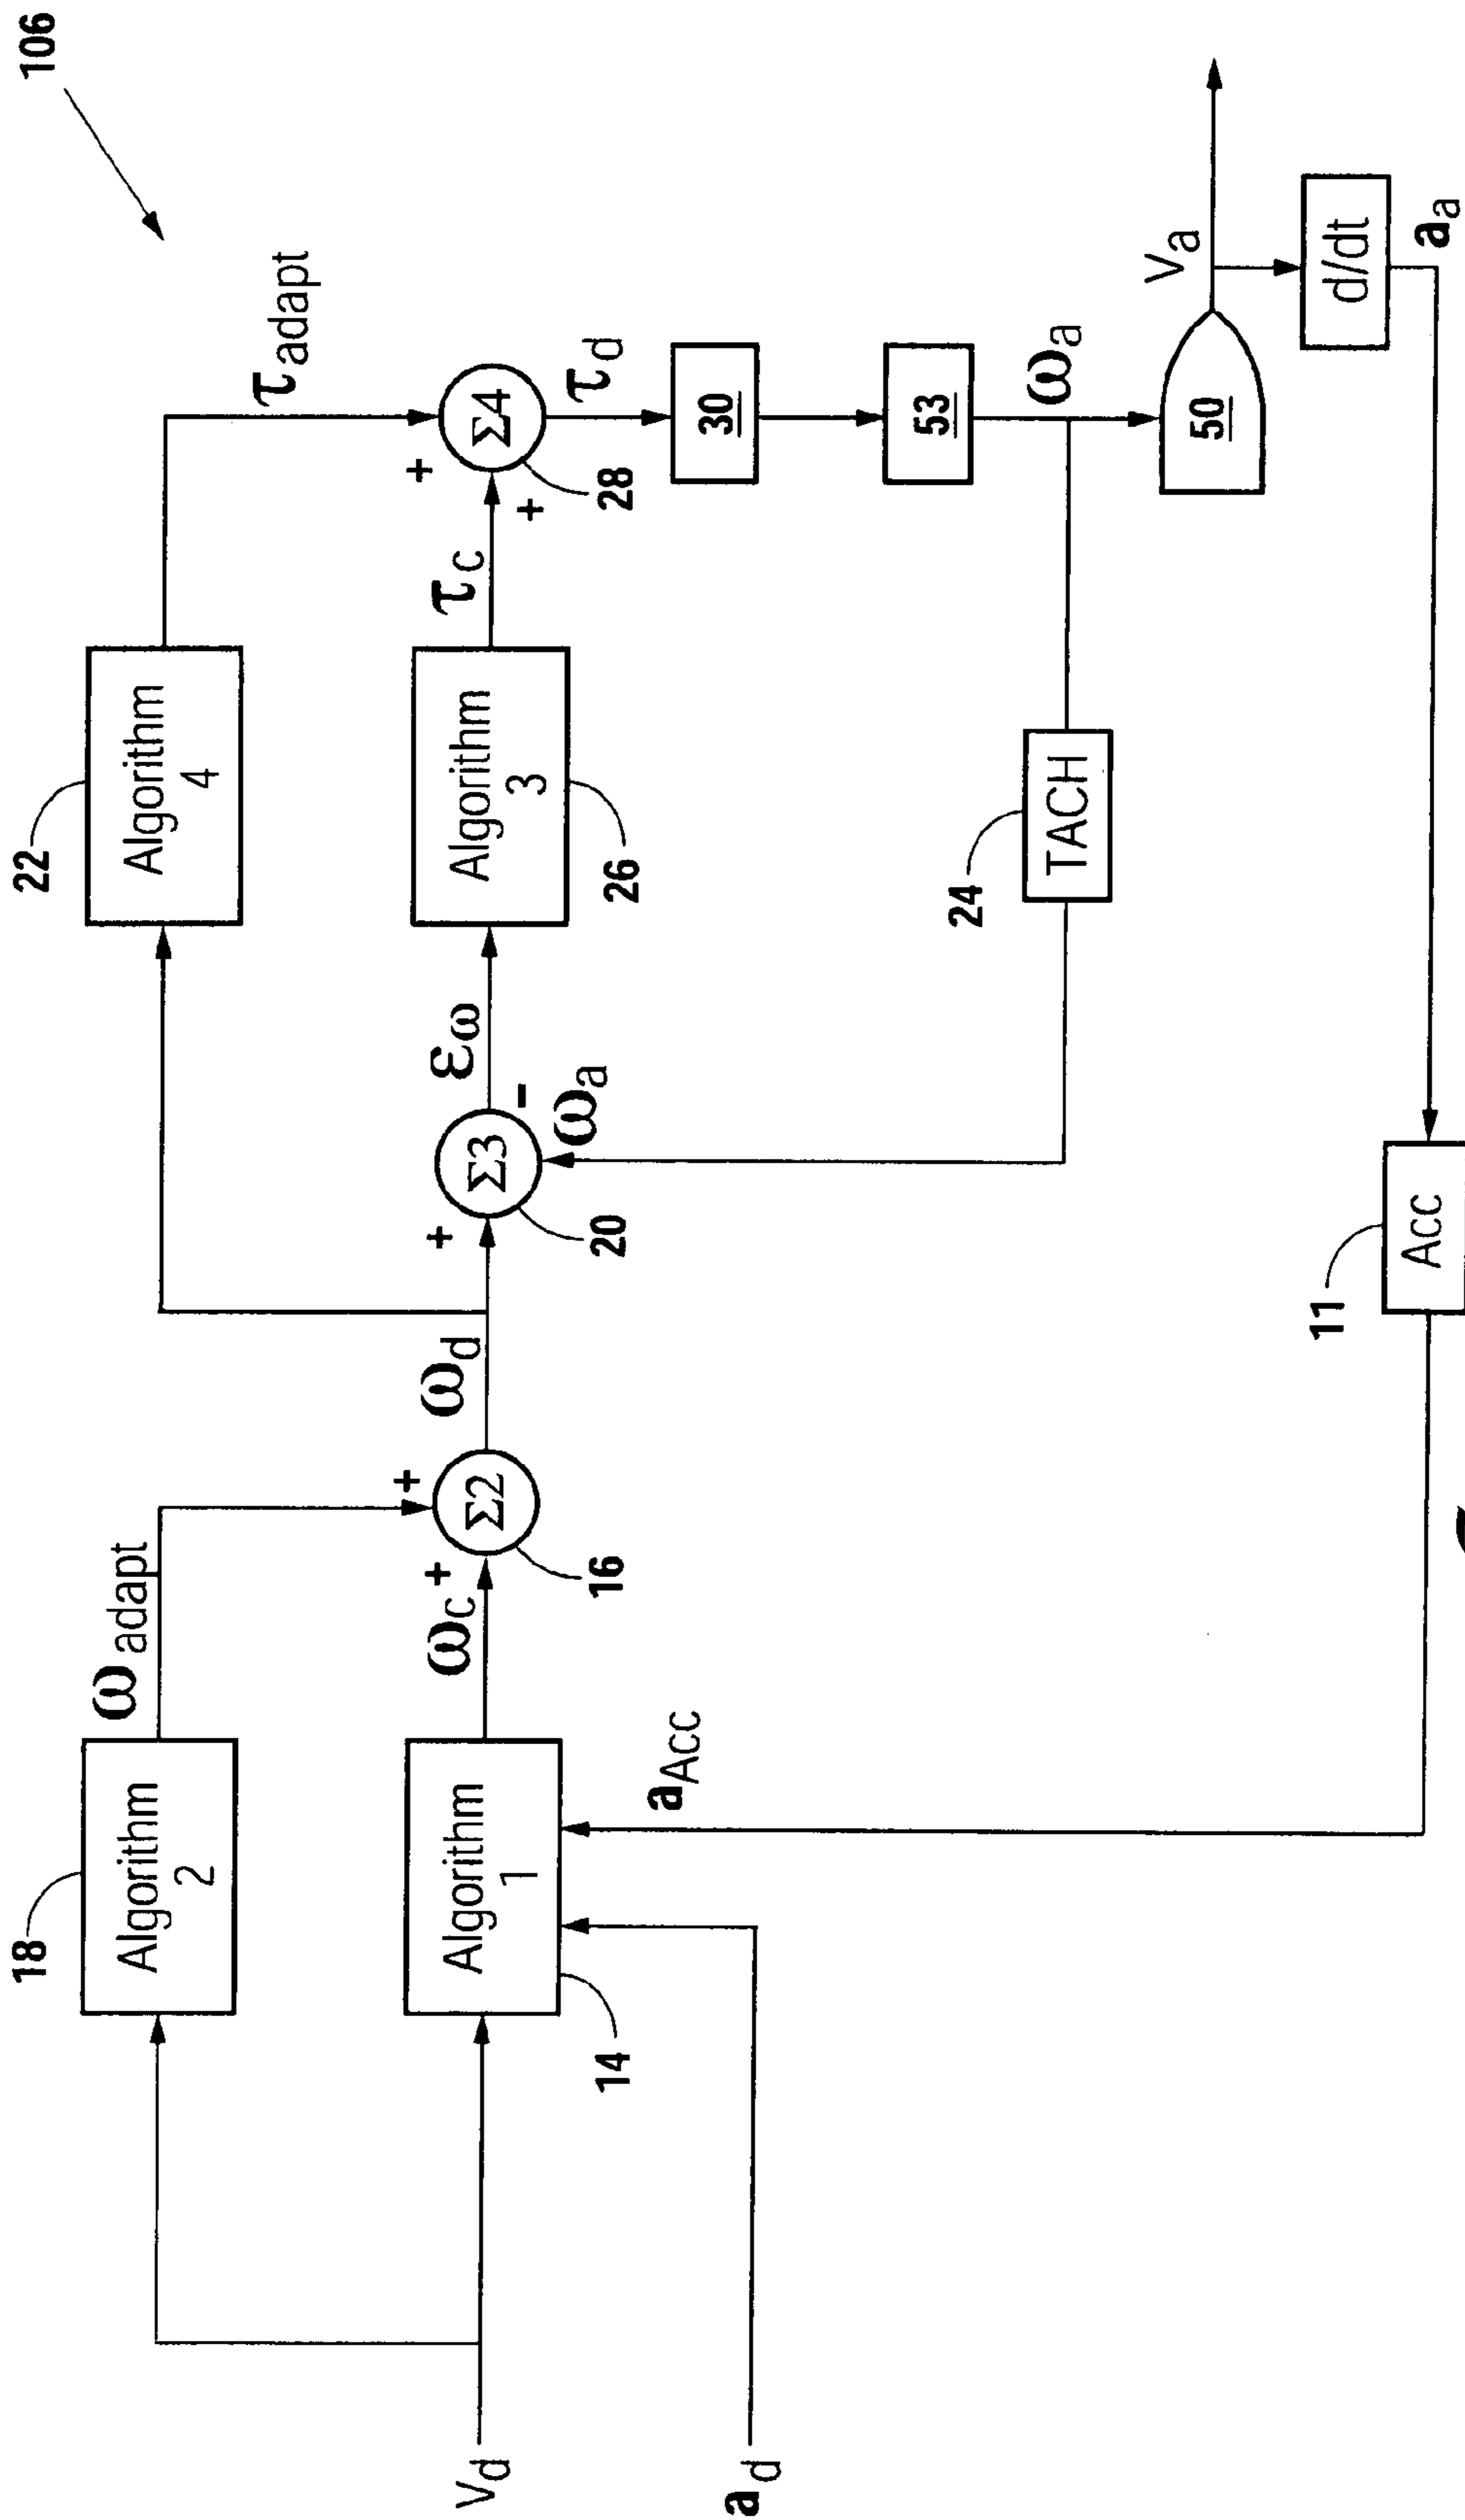 106
22
Algorithm
4
τadapt
18
Algorithm
2
ωadapt
+
+
Vd
Algorithm
1
14
ωc
+
Σ2
16
ωd
+
Σ3
20
-
εω
ωa
Algorithm
3
26
τc
+
Σ4
28
τd
30
53
ωa
24
TACH
50
Va
d/dt
aa
ad
aAcc
11
Acc